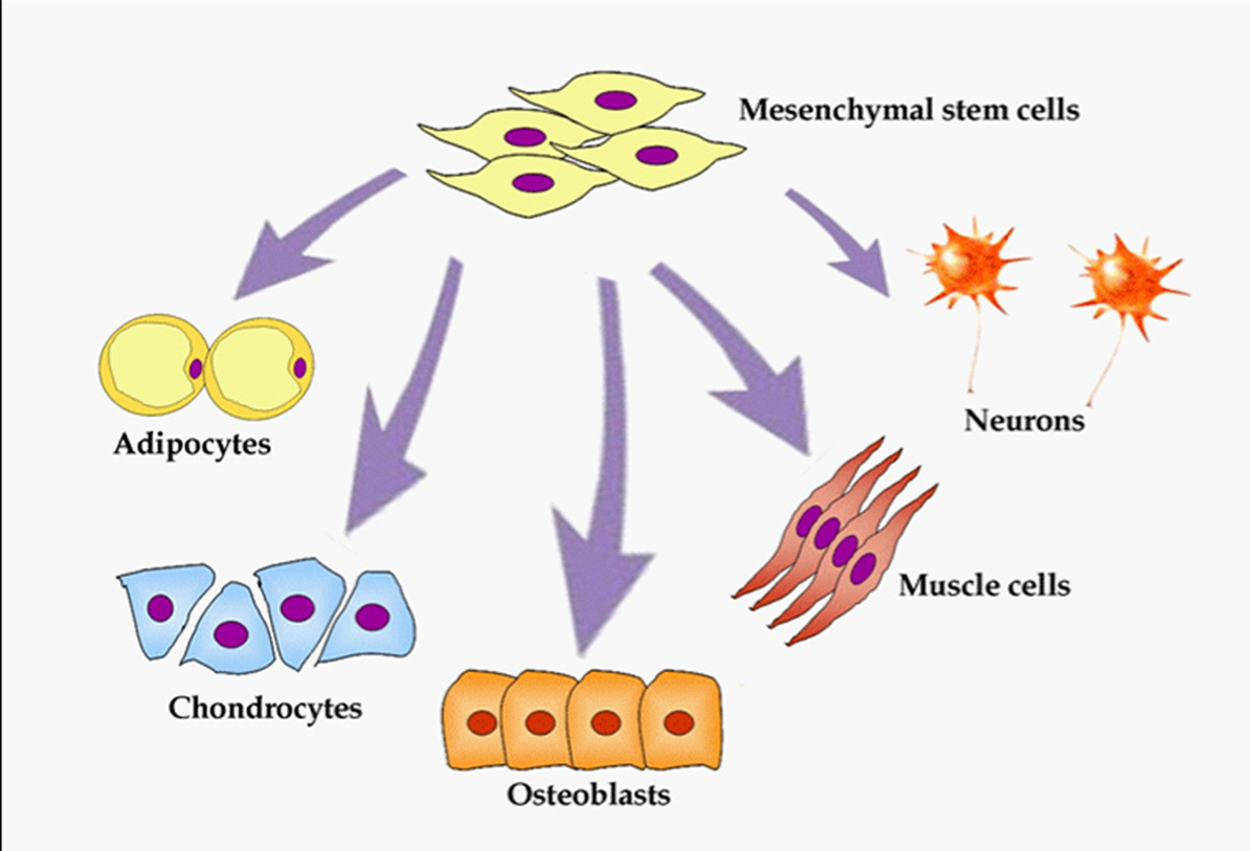 Mesenchymal stem cells
Adipocytes
Neurons
Muscle cells
Chondrocytes
Osteoblasts